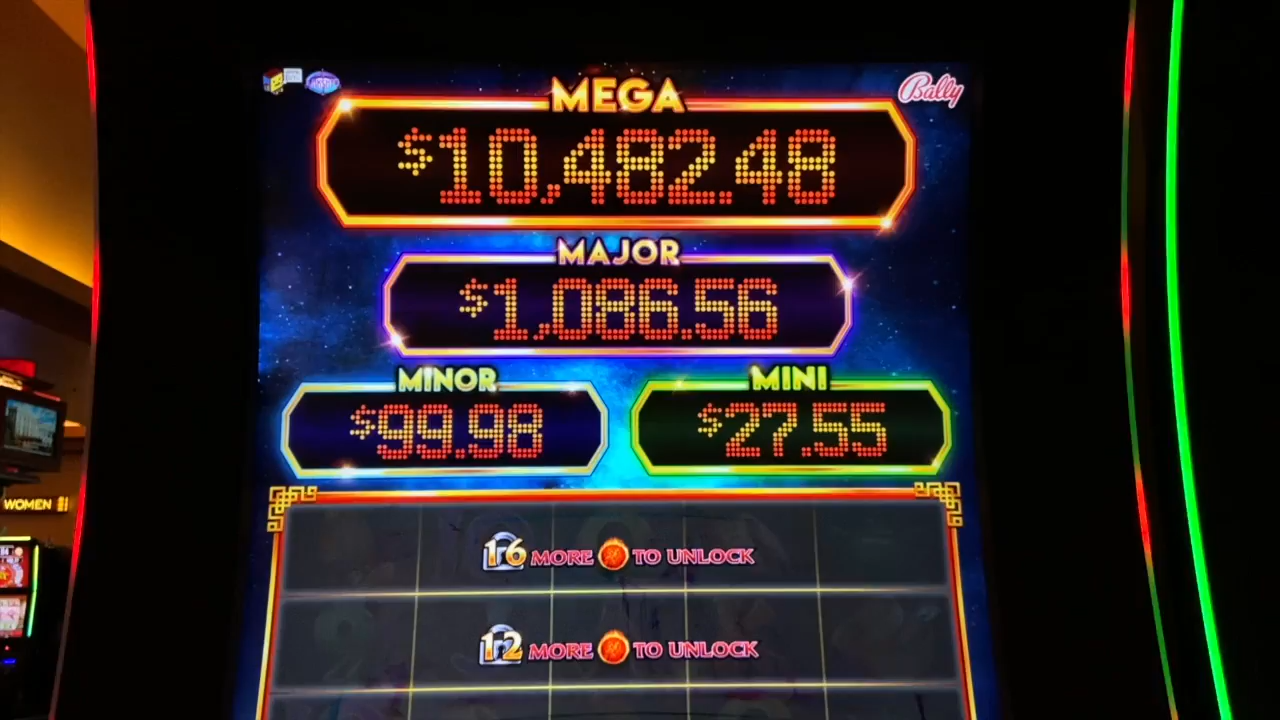 MEGA
Bally
$10,482.48
MAJOR
$1,086.56
MINOR
MINI
$99.98
$27.55
WOMEN
16 MORE TO UNLOCK
12 MORE TO UNLOCK